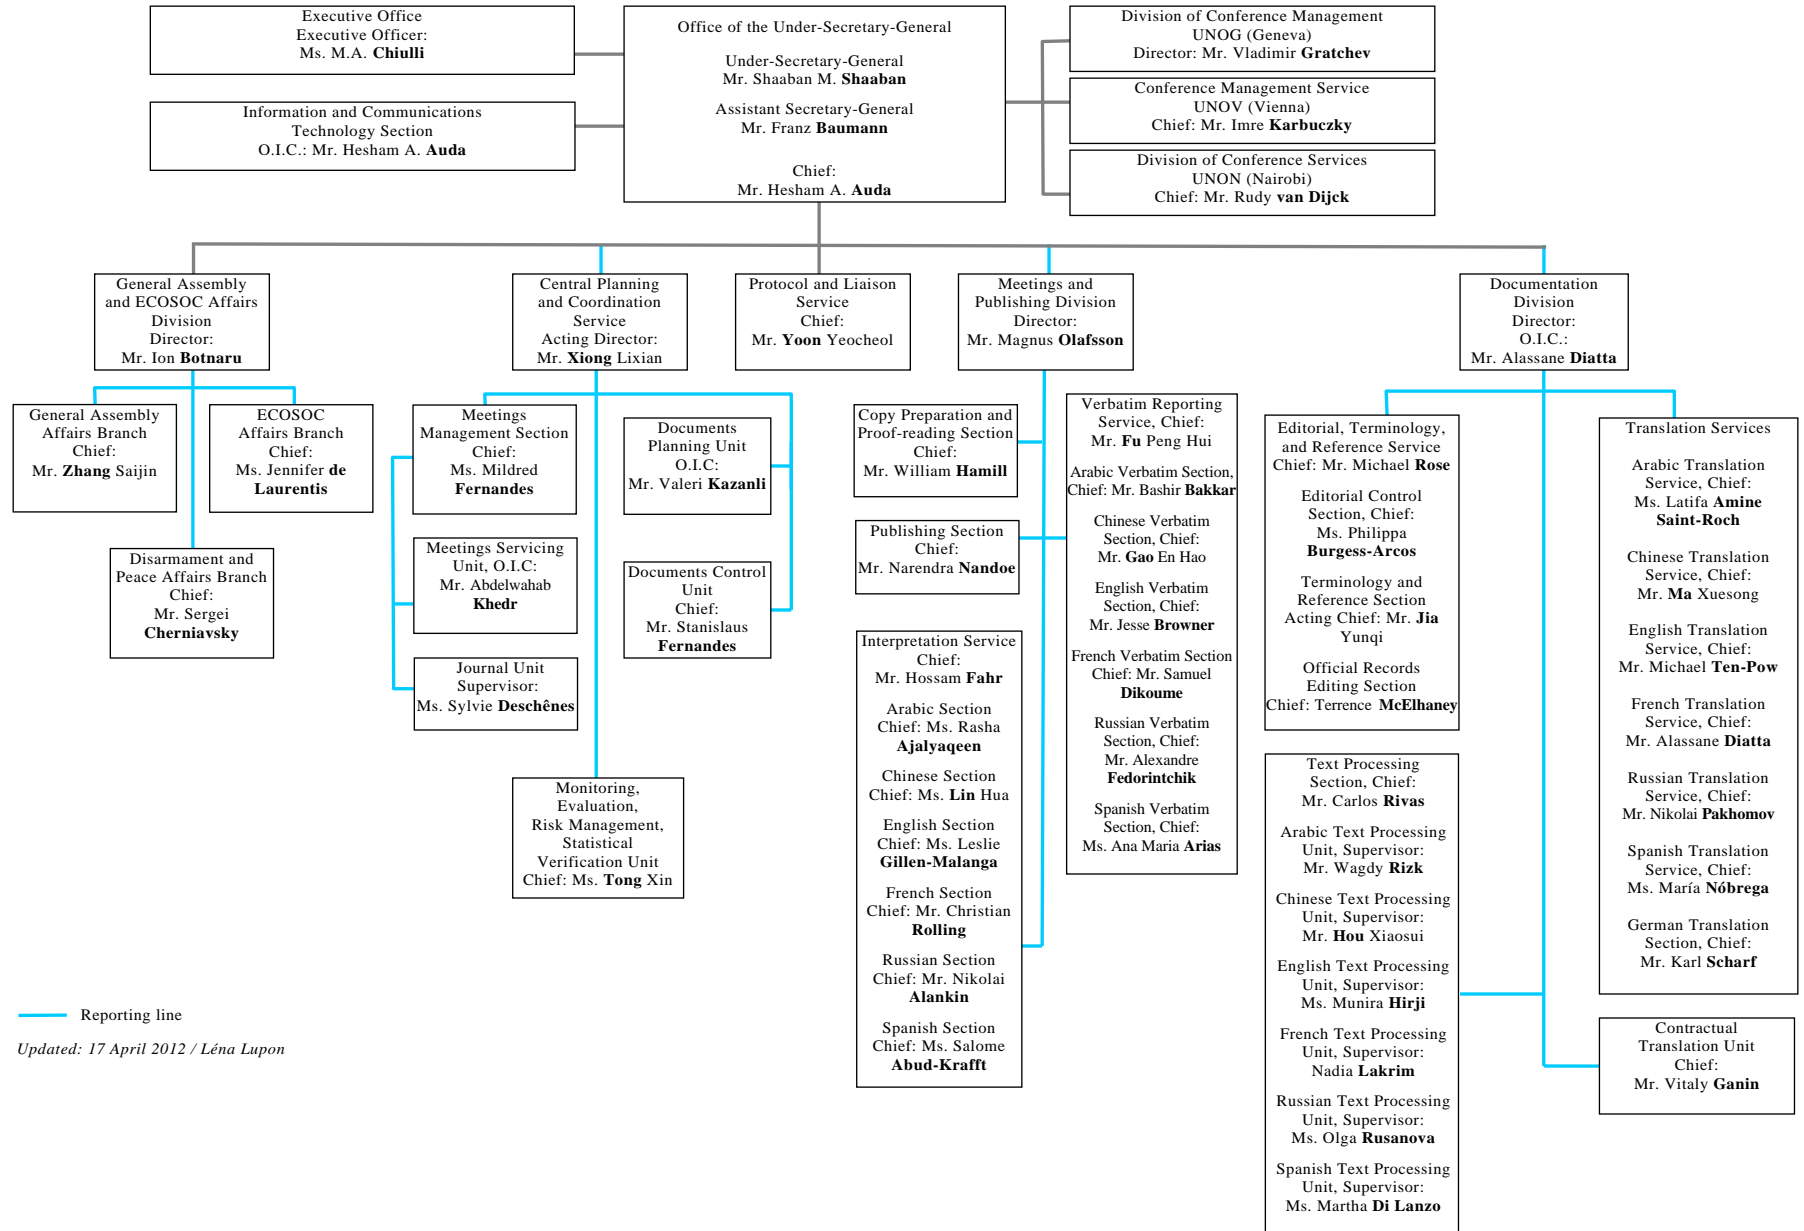 Executive Office
Executive Officer:
Ms. M.A. Chiulli
Information and Communications
Technology Section
O.I.C.: Mr. Hesham A. Auda
Office of the Under-Secretary-General
Under-Secretary-General
Mr. Shaaban M. Shaaban
Assistant Secretary-General
Mr. Franz Baumann
Chief:
Mr. Hesham A. Auda
Division of Conference Management
UNOG (Geneva)
Director: Mr. Vladimir Gratchev
Conference Management Service
UNOV (Vienna)
Chief: Mr. Imre Karbuczky
Division of Conference Services
UNON (Nairobi)
Chief: Mr. Rudy van Dijck
General Assembly
and ECOSOC Affairs
Division
Director:
Mr. Ion Botnaru
Central Planning
and Coordination
Service
Acting Director:
Mr. Xiong Lixian
Protocol and Liaison
Service
Chief:
Mr. Yoon Yeocheol
Meetings and
Publishing Division
Director:
Mr. Magnus Olafsson
Documentation
Division
Director:
O.I.C.:
Mr. Alassane Diatta
General Assembly
Affairs Branch
Chief:
Mr. Zhang Saijin
ECOSOC
Affairs Branch
Chief:
Ms. Jennifer de
Laurentis
Disarmament and
Peace Affairs Branch
Chief:
Mr. Sergei
Cherniavsky
Meetings
Management Section
Chief:
Ms. Mildred
Fernandes
Meetings Servicing
Unit, O.I.C:
Mr. Abdelwahab
Khedr
Journal Unit
Supervisor:
Ms. Sylvie Deschênes
Documents
Planning Unit
O.I.C:
Mr. Valeri Kazanli
Documents Control
Unit
Chief:
Mr. Stanislaus
Fernandes
Monitoring,
Evaluation,
Risk Management,
Statistical
Verification Unit
Chief: Ms. Tong Xin
Copy Preparation and
Proof-reading Section
Chief:
Mr. William Hamill
Publishing Section
Chief:
Mr. Narendra Nandoe
Interpretation Service
Chief:
Mr. Hossam Fahr
Arabic Section
Chief: Ms. Rasha
Ajalyaqeen
Chinese Section
Chief: Ms. Lin Hua
English Section
Chief: Ms. Leslie
Gillen-Malanga
French Section
Chief: Mr. Christian
Rolling
Russian Section
Chief: Mr. Nikolai
Alankin
Spanish Section
Chief: Ms. Salome
Abud-Krafft
Verbatim Reporting
Service, Chief:
Mr. Fu Peng Hui
Arabic Verbatim Section,
Chief: Mr. Bashir Bakkar
Chinese Verbatim
Section, Chief:
Mr. Gao En Hao
English Verbatim
Section, Chief:
Mr. Jesse Browner
French Verbatim Section
Chief: Mr. Samuel
Dikoume
Russian Verbatim
Section, Chief:
Mr. Alexandre
Fedorintchik
Spanish Verbatim
Section, Chief:
Ms. Ana Maria Arias
Editorial, Terminology,
and Reference Service
Chief: Mr. Michael Rose
Editorial Control
Section, Chief:
Ms. Philippa
Burgess-Arcos
Terminology and
Reference Section
Acting Chief: Mr. Jia
Yunqi
Official Records
Editing Section
Chief: Terrence McElhaney
Text Processing
Section, Chief:
Mr. Carlos Rivas
Arabic Text Processing
Unit, Supervisor:
Mr. Wagdy Rizk
Chinese Text Processing
Unit, Supervisor:
Mr. Hou Xiaosui
English Text Processing
Unit, Supervisor:
Ms. Munira Hirji
French Text Processing
Unit, Supervisor:
Nadia Lakrim
Russian Text Processing
Unit, Supervisor:
Ms. Olga Rusanova
Spanish Text Processing
Unit, Supervisor:
Ms. Martha Di Lanzo
Translation Services
Arabic Translation
Service, Chief:
Ms. Latifa Amine
Saint-Roch
Chinese Translation
Service, Chief:
Mr. Ma Xuesong
English Translation
Service, Chief:
Mr. Michael Ten-Pow
French Translation
Service, Chief:
Mr. Alassane Diatta
Russian Translation
Service, Chief:
Mr. Nikolai Pakhomov
Spanish Translation
Service, Chief:
Ms. María Nóbrega
German Translation
Section, Chief:
Mr. Karl Scharf
Contractual
Translation Unit
Chief:
Mr. Vitaly Ganin
Reporting line
Updated: 17 April 2012 / Léna Lupon